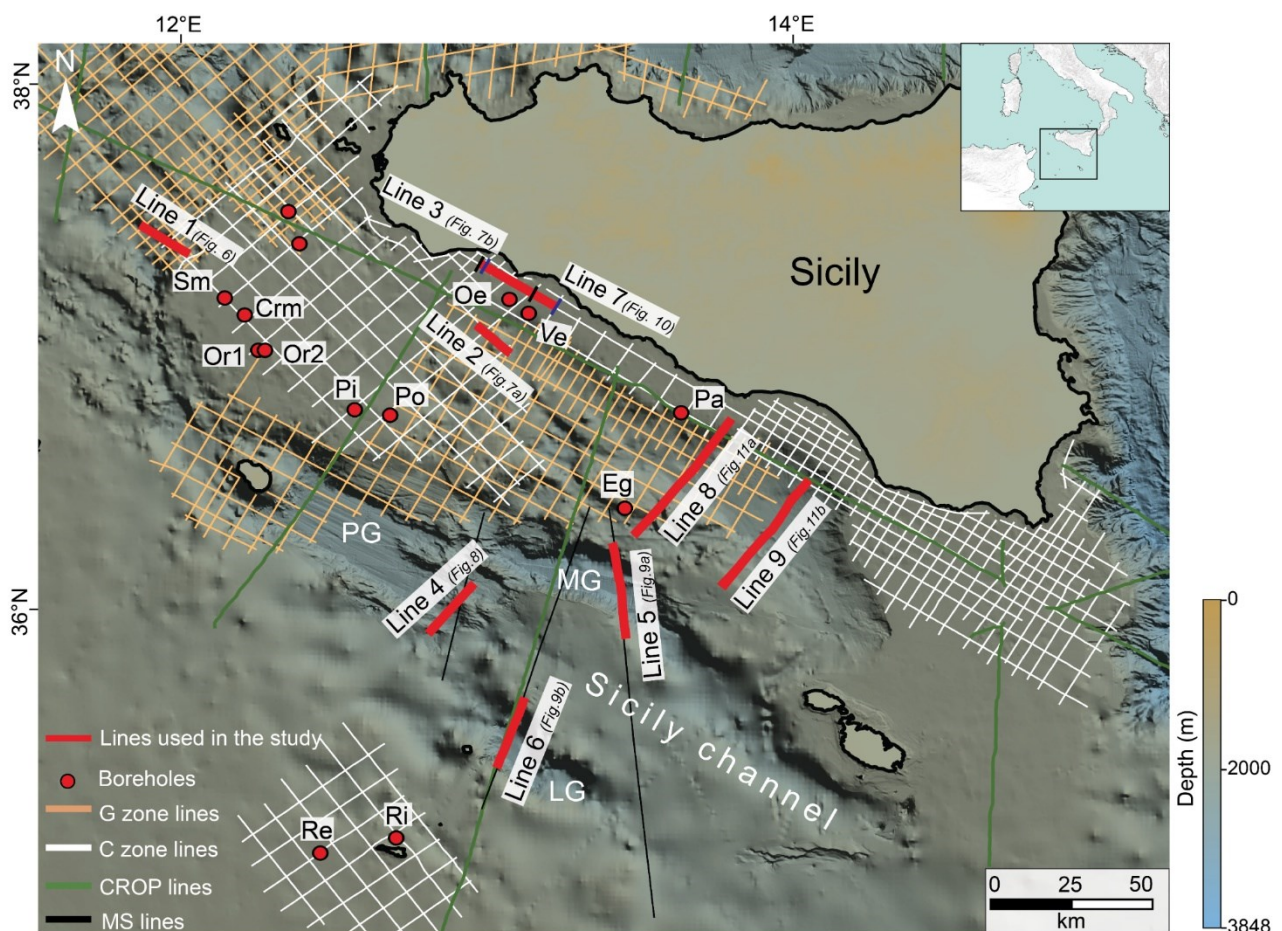 12°E
14°E
38°N
36°N
N
Sicily
Line 1 (Fig. 6)
Line 3 (Fig. 7b)
Line 7 (Fig. 10)
Line 2 (Fig.7a)
Sm
Crm
Or1
Or2
Oe
Ve
Pi
Po
Pa
Eg
PG
MG
Line 4 (Fig.8)
Line 5 (Fig.9a)
Line 8 (Fig.11a
Line 9 (Fig.11b
Line 6 (Fig.9b)
Sicily channel
LG
Re
Ri
Lines used in the study
Boreholes
G zone lines
C zone lines
CROP lines
MS lines
0 25 50
km
Depth (m)
0
2000
3848